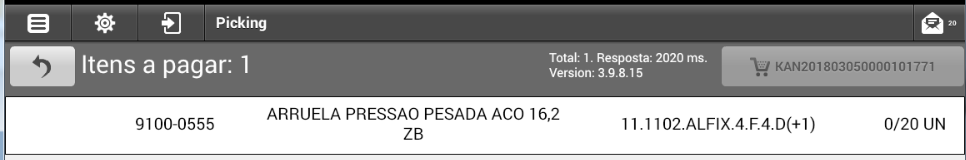 Picking
20
Itens a pagar: 1
Total: 1. Resposta: 2020 ms.
Version: 3.9.8.15
KAN201803050000101771
9100-0555
ARRUELA PRESSAO PESADA ACO 16,2
ZB
11.1102.ALFIX.4.F.4.D(+1)
0/20 UN